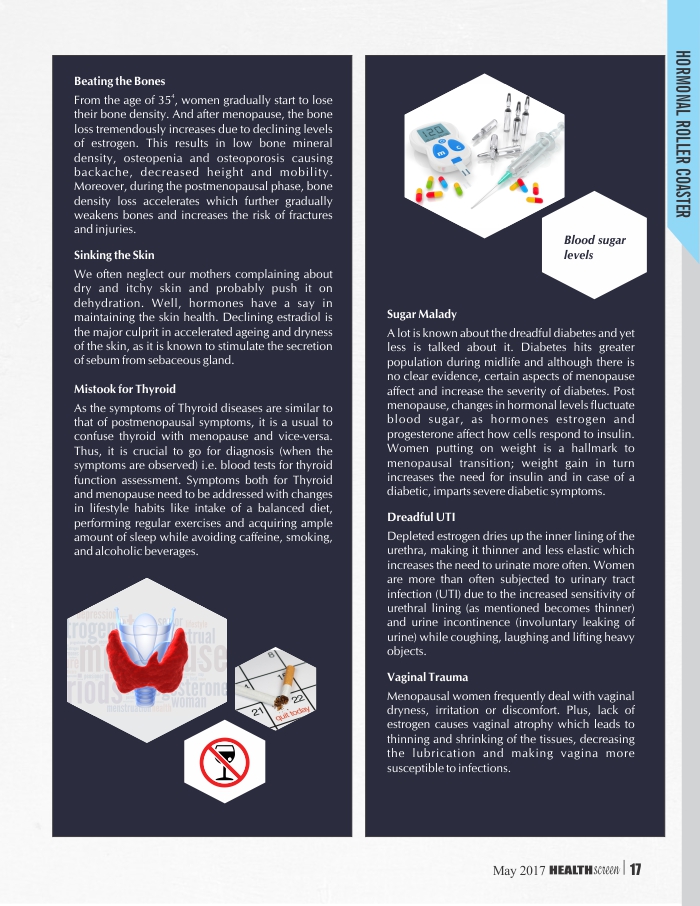 Beating the Bones
From the age of 35⁴, women gradually start to lose
their bone density. And after menopause, the bone
loss tremendously increases due to declining levels
of estrogen. This results in low bone mineral
density, osteopenia and osteoporosis causing
backache, decreased height and mobility.
Moreover, during the postmenopausal phase, bone
density loss accelerates which further gradually
weakens bones and increases the risk of fractures
and injuries.
Sinking the Skin
We often neglect our mothers complaining about
dry and itchy skin and probably push it on
dehydration. Well, hormones have a say in
maintaining the skin health. Declining estradiol is
the major culprit in accelerated ageing and dryness
of the skin, as it is known to stimulate the secretion
of sebum from sebaceous gland.
Mistook for Thyroid
As the symptoms of Thyroid diseases are similar to
that of postmenopausal symptoms, it is a usual to
confuse thyroid with menopause and vice-versa.
Thus, it is crucial to go for diagnosis (when the
symptoms are observed) i.e. blood tests for thyroid
function assessment. Symptoms both for Thyroid
and menopause need to be addressed with changes
in lifestyle habits like intake of a balanced diet,
performing regular exercises and acquiring ample
amount of sleep while avoiding caffeine, smoking,
and alcoholic beverages.
trogen
strual
riods
sterone
woman
8
21
22
quit today
120
m
Blood sugar
levels
Sugar Malady
A lot is known about the dreadful diabetes and yet
less is talked about it. Diabetes hits greater
population during midlife and although there is
no clear evidence, certain aspects of menopause
affect and increase the severity of diabetes. Post
menopause, changes in hormonal levels fluctuate
blood sugar, as hormones estrogen and
progesterone affect how cells respond to insulin.
Women putting on weight is a hallmark to
menopausal transition; weight gain in turn
increases the need for insulin and in case of a
diabetic, imparts severe diabetic symptoms.
Dreadful UTI
Depleted estrogen dries up the inner lining of the
urethra, making it thinner and less elastic which
increases the need to urinate more often. Women
are more than often subjected to urinary tract
infection (UTI) due to the increased sensitivity of
urethral lining (as mentioned becomes thinner)
and urine incontinence (involuntary leaking of
urine) while coughing, laughing and lifting heavy
objects.
Vaginal Trauma
Menopausal women frequently deal with vaginal
dryness, irritation or discomfort. Plus, lack of
estrogen causes vaginal atrophy which leads to
thinning and shrinking of the tissues, decreasing
the lubrication and making vagina more
susceptible to infections.
HORMONAL ROLLER COASTER
May 2017 HEALTHscreen | 17